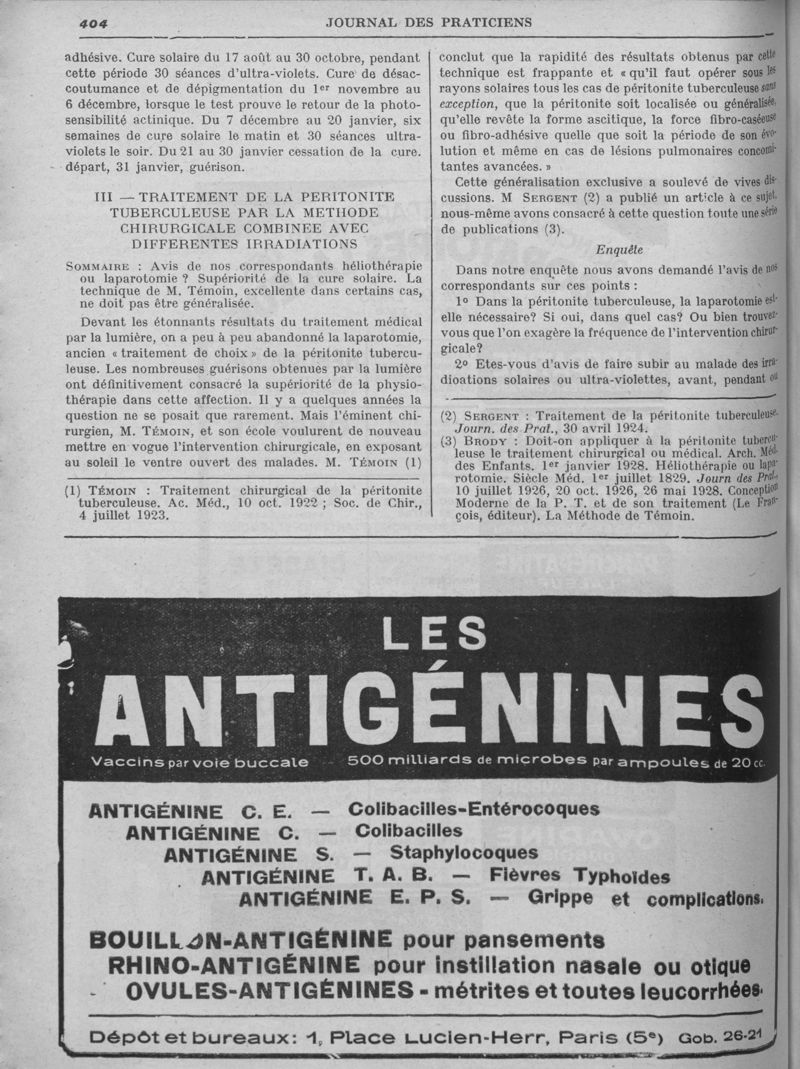 404
JOURNAL DES PRATICIENS
adhésive. Cure solaire du 17 août au 30 octobre, pendant
cette période 30 séances d'ultra-violets. Cure de désac-
coutumance et de dépigmentation du 1er novembre au
6 décembre, lorsque le test prouve le retour de la photo-
sensibilité actinique. Du 7 décembre au 20 janvier, six
semaines de cure solaire le matin et 30 séances ultra-
violets le soir. Du 21 au 30 janvier cessation de la cure.
départ, 31 janvier, guérison.
III — TRAITEMENT DE LA PERITONITE
TUBERCULEUSE PAR LA METHODE
CHIRURGICALE COMBINEE AVEC
DIFFERENTES IRRADIATIONS
SOMMAIRE : Avis de nos correspondants héliothérapie
ou laparotomie ? Supériorité de la cure solaire. La
technique de M. Témoin, excellente dans certains cas,
ne doit pas être généralisée.
Devant les étonnants résultats du traitement médical
par la lumière, on a peu à peu abandonné la laparotomie,
ancien « traitement de choix » de la péritonite tubercu-
leuse. Les nombreuses guérisons obtenues par la lumière
ont définitivement consacré la supériorité de la physio-
thérapie dans cette affection. Il y a quelques années la
question ne se posait que rarement. Mais l'éminent chi-
rurgien, M. TÉMOIN, et son école voulurent de nouveau
mettre en vogue l'intervention chirurgicale, en exposant
au soleil le ventre ouvert des malades. M. TÉMOIN (1)
(1) TÉMOIN : Traitement chirurgical de la péritonite
tuberculeuse. Ac. Méd., 10 oct. 1922 ; Soc. de Chir.,
4 juillet 1923.
conclut que la rapidité des résultats obtenus par cette
technique est frappante et « qu'il faut opérer sous les
rayons solaires tous les cas de péritonite tuberculeuse sans
exception, que la péritonite soit localisée ou généralisée,
qu'elle revête la forme ascitique, la force fibro-caséeuse
ou fibro-adhésive quelle que soit la période de son évo-
lution et même en cas de lésions pulmonaires concomi-
tantes avancées. »
Cette généralisation exclusive a soulevé de vives dis-
cussions. M SERGENT (2) a publié un article à ce sujet,
nous-même avons consacré à cette question toute une série
de publications (3).
Enquête
Dans notre enquête nous avons demandé l'avis de nos
correspondants sur ces points :
1o Dans la péritonite tuberculeuse, la laparotomie est-
elle nécessaire? Si oui, dans quel cas? Ou bien trouvez-
vous que l'on exagère la fréquence de l'intervention chirur-
gicale?
2o Etes-vous d'avis de faire subir au malade des irra-
dioations solaires ou ultra-violettes, avant, pendant ou
(2) SERGENT : Traitement de la péritonite tuberculeuse.
Journ. des Prat., 30 avril 1924.
(3) BRODY : Doit-on appliquer à la péritonite tubercu-
leuse le traitement chirurgical ou médical. Arch. Méd.
des Enfants. 1er janvier 1928. Héliothérapie ou lapa-
rotomie. Siècle Méd. 1er juillet 1829. Journ des Prat.,
10 juillet 1926, 20 oct. 1926, 26 mai 1928. Conception
Moderne de la P. T. et de son traitement (Le Fran-
çois, éditeur). La Méthode de Témoin.
LES
ANTIGÉNINES
Vaccins par voie buccale 500 milliards de microbes par ampoules de 20 cc.
ANTIGÉNINE C. E. — Colibacilles-Entérocoques
ANTIGÉNINE C. — Colibacilles
ANTIGÉNINE S. — Staphylocoques
ANTIGÉNINE T. A. B. — Fièvres Typhoïdes
ANTIGÉNINE E. P. S. — Grippe et complications.
BOUILLON-ANTIGÉNINE pour pansements
RHINO-ANTIGÉNINE pour instillation nasale ou otique
OVULES-ANTIGÉNINES - métrites et toutes leucorrhées.
Dépôt et bureaux: 1, Place Lucien-Herr, Paris (5e) Gob. 26-21